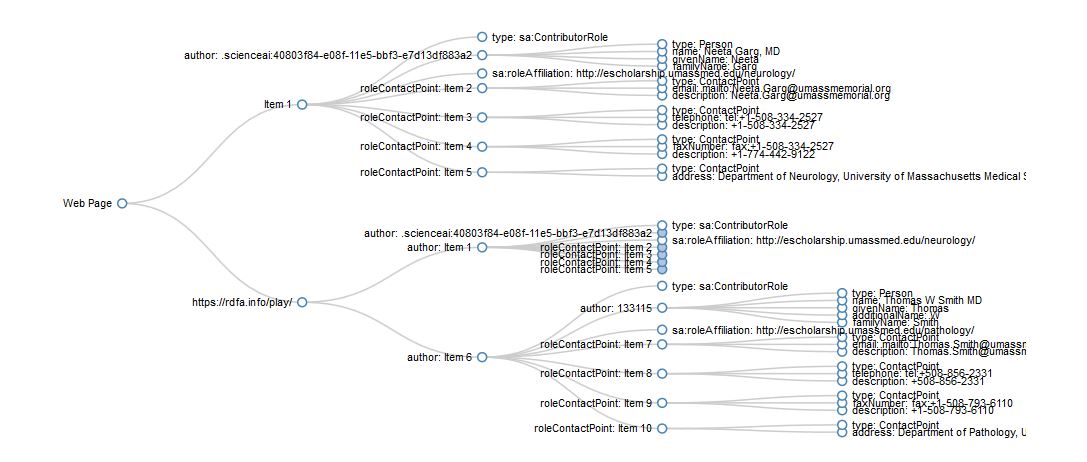 Web Page
Item 1
type: sa:ContributorRole
author: .scienceai:40803f84-e08f-11e5-bbf3-e7d13df883a2
type: Person
name: Neeta Garg, MD
givenName: Neeta
familyName: Garg
sa:roleAffiliation: http://escholarship.umassmed.edu/neurology/
roleContactPoint: Item 2
type: ContactPoint
email: mailto:Neeta.Garg@umassmemorial.org
description: Neeta.Garg@umassmemorial.org
roleContactPoint: Item 3
type: ContactPoint
telephone: tel:+1-508-334-2527
description: +1-508-334-2527
roleContactPoint: Item 4
type: ContactPoint
faxNumber: fax:+1-508-334-2527
description: +1-774-442-9122
roleContactPoint: Item 5
type: ContactPoint
address: Department of Neurology, University of Massachusetts Medical S
https://rdfa.info/play/
author: Item 1
type: sa:ContributorRole
author: .scienceai:40803f84-e08f-11e5-bbf3-e7d13df883a2
sa:roleAffiliation: http://escholarship.umassmed.edu/neurology/
roleContactPoint: Item 2
roleContactPoint: Item 3
roleContactPoint: Item 4
roleContactPoint: Item 5
author: Item 6
type: sa:ContributorRole
author: 133115
type: Person
name: Thomas W Smith MD
givenName: Thomas
additionalName: W
familyName: Smith
sa:roleAffiliation: http://escholarship.umassmed.edu/pathology/
roleContactPoint: Item 7
type: ContactPoint
email: mailto:Thomas.Smith@umassm
description: Thomas.Smith@umassm
roleContactPoint: Item 8
type: ContactPoint
telephone: tel:+508-856-2331
description: +508-856-2331
roleContactPoint: Item 9
type: ContactPoint
faxNumber: fax:+1-508-793-6110
description: +1-508-793-6110
roleContactPoint: Item 10
type: ContactPoint
address: Department of Pathology, U